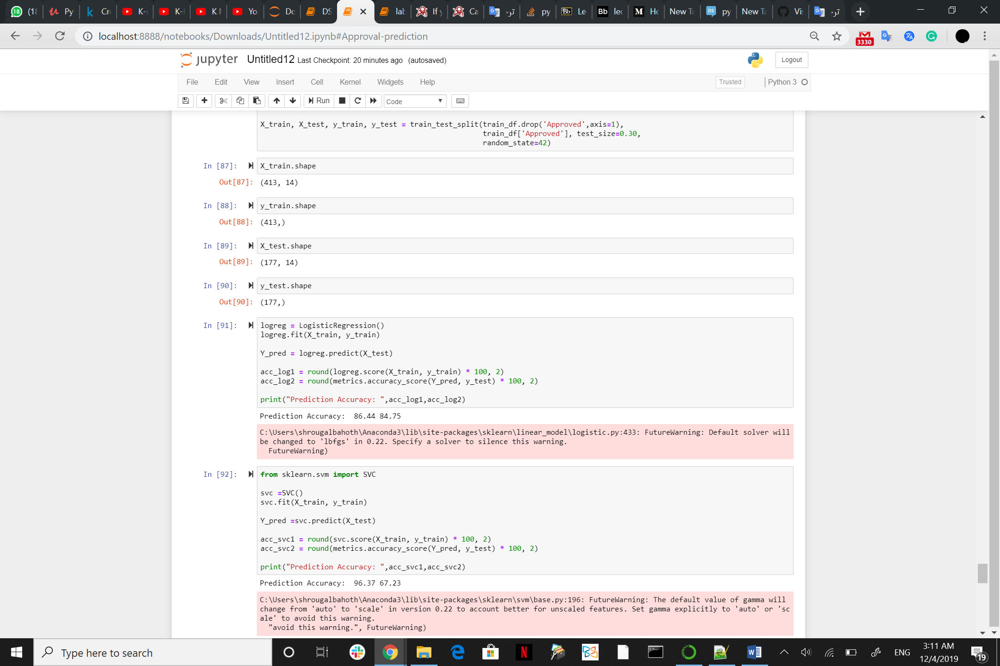 (18
Py
Cr
K-
K-l
K N
Yo
Do
DS
lab
If y
Ca
تر
py
Le
lec
Hc
New Ta
py
New Ta
Vi:
تر
localhost:8888/notebooks/Downloads/Untitled12.ipynb#Approval-prediction
3330
jupyter Untitled12 Last Checkpoint: 20 minutes ago (autosaved)
Logout
File Edit View Insert Cell Kernel Widgets Help
Trusted
Python 3
Run
Code
X_train, X_test, y_train, y_test = train_test_split(train_df.drop('Approved',axis=1),
train_df['Approved'], test_size=0.30,
random_state=42)
In [87]: X_train.shape
Out[87]: (413, 14)
In [88]: y_train.shape
Out[88]: (413,)
In [89]: X_test.shape
Out[89]: (177, 14)
In [90]: y_test.shape
Out[90]: (177,)
In [91]: logreg = LogisticRegression()
logreg.fit(X_train, y_train)
Y_pred = logreg.predict(X_test)
acc_log1 = round(logreg.score(X_train, y_train) * 100, 2)
acc_log2 = round(metrics.accuracy_score(Y_pred, y_test) * 100, 2)
print("Prediction Accuracy: ",acc_log1,acc_log2)
Prediction Accuracy:  86.44 84.75
C:\Users\shrougalbahoth\Anaconda3\lib\site-packages\sklearn\linear_model\logistic.py:433: FutureWarning: Default solver will
be changed to 'lbfgs' in 0.22. Specify a solver to silence this warning.
FutureWarning)
In [92]: from sklearn.svm import SVC
svc =SVC()
svc.fit(X_train, y_train)
Y_pred =svc.predict(X_test)
acc_svc1 = round(svc.score(X_train, y_train) * 100, 2)
acc_svc2 = round(metrics.accuracy_score(Y_pred, y_test) * 100, 2)
print("Prediction Accuracy: ",acc_svc1,acc_svc2)
Prediction Accuracy:  96.37 67.23
C:\Users\shrougalbahoth\Anaconda3\lib\site-packages\sklearn\svm\base.py:196: FutureWarning: The default value of gamma will
change from 'auto' to 'scale' in version 0.22 to account better for unscaled features. Set gamma explicitly to 'auto' or 'sc
ale' to avoid this warning.
"avoid this warning.", FutureWarning)
Type here to search
ENG
3:11 AM
12/4/2019
19